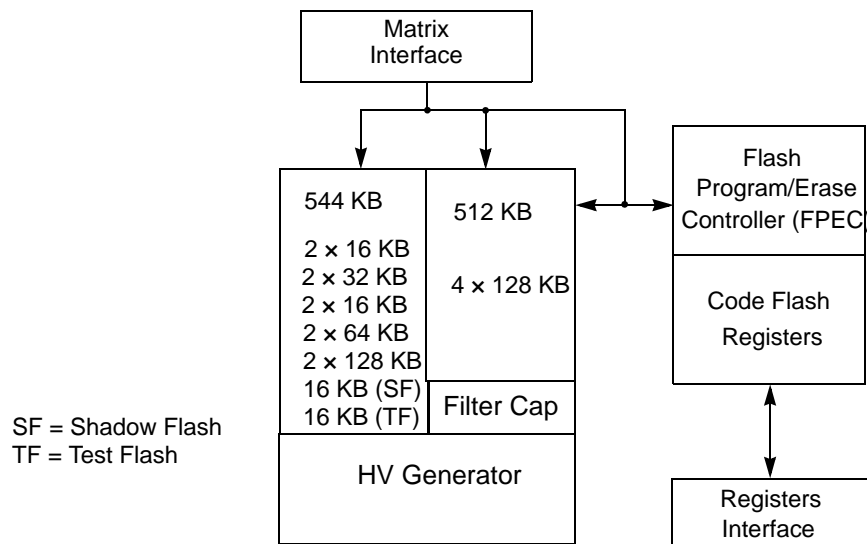 Matrix
Interface
544 KB
2 × 16 KB
2 × 32 KB
2 × 16 KB
2 × 64 KB
2 × 128 KB
16 KB (SF)
16 KB (TF)
512 KB
4 × 128 KB
Filter Cap
HV Generator
Flash
Program/Erase
Controller (FPEC)
Code Flash
Registers
Registers
Interface
SF = Shadow Flash
TF = Test Flash